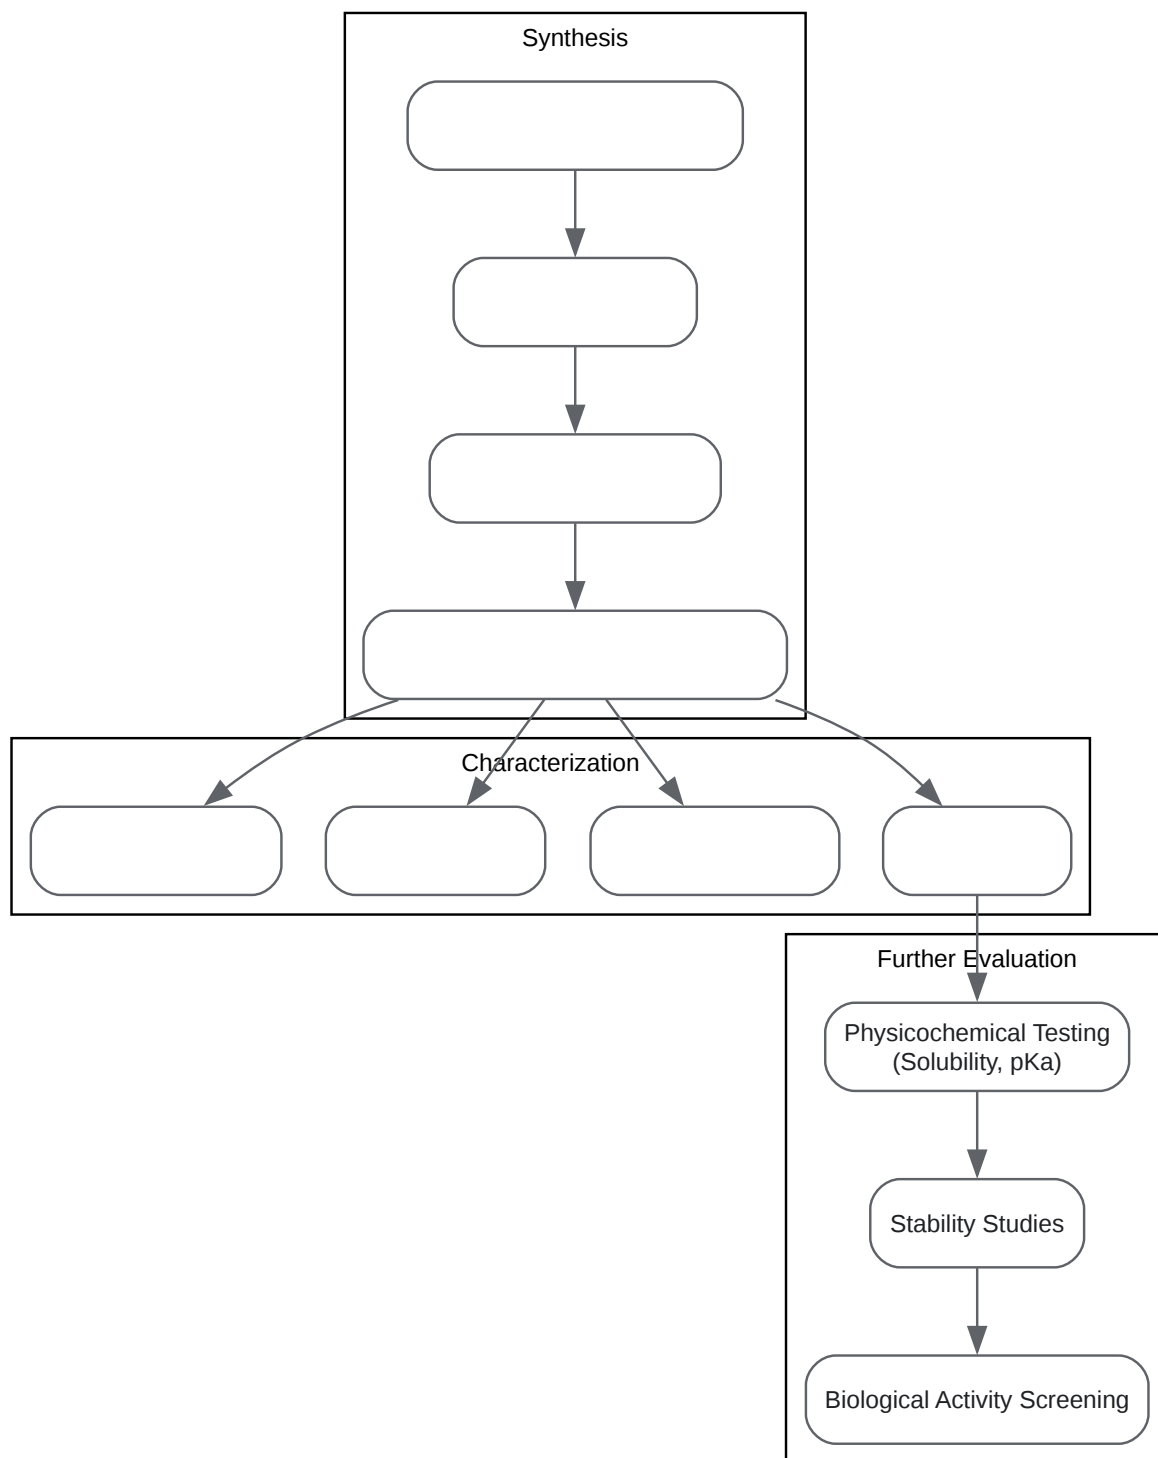 Synthesis
Characterization
Further Evaluation
Physicochemical Testing
(Solubility, pKa)
Stability Studies
Biological Activity Screening